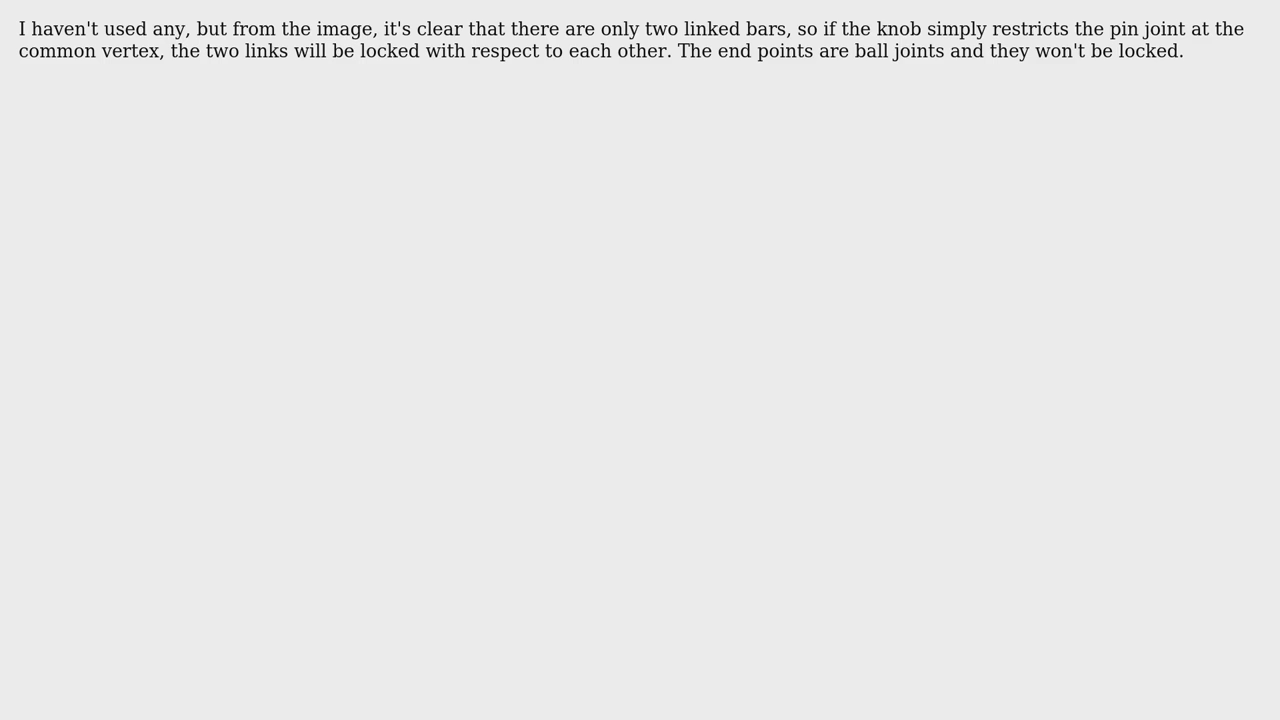 I haven't used any, but from the image, it's clear that there are only two linked bars, so if the knob simply restricts the pin joint at the
common vertex, the two links will be locked with respect to each other. The end points are ball joints and they won't be locked.